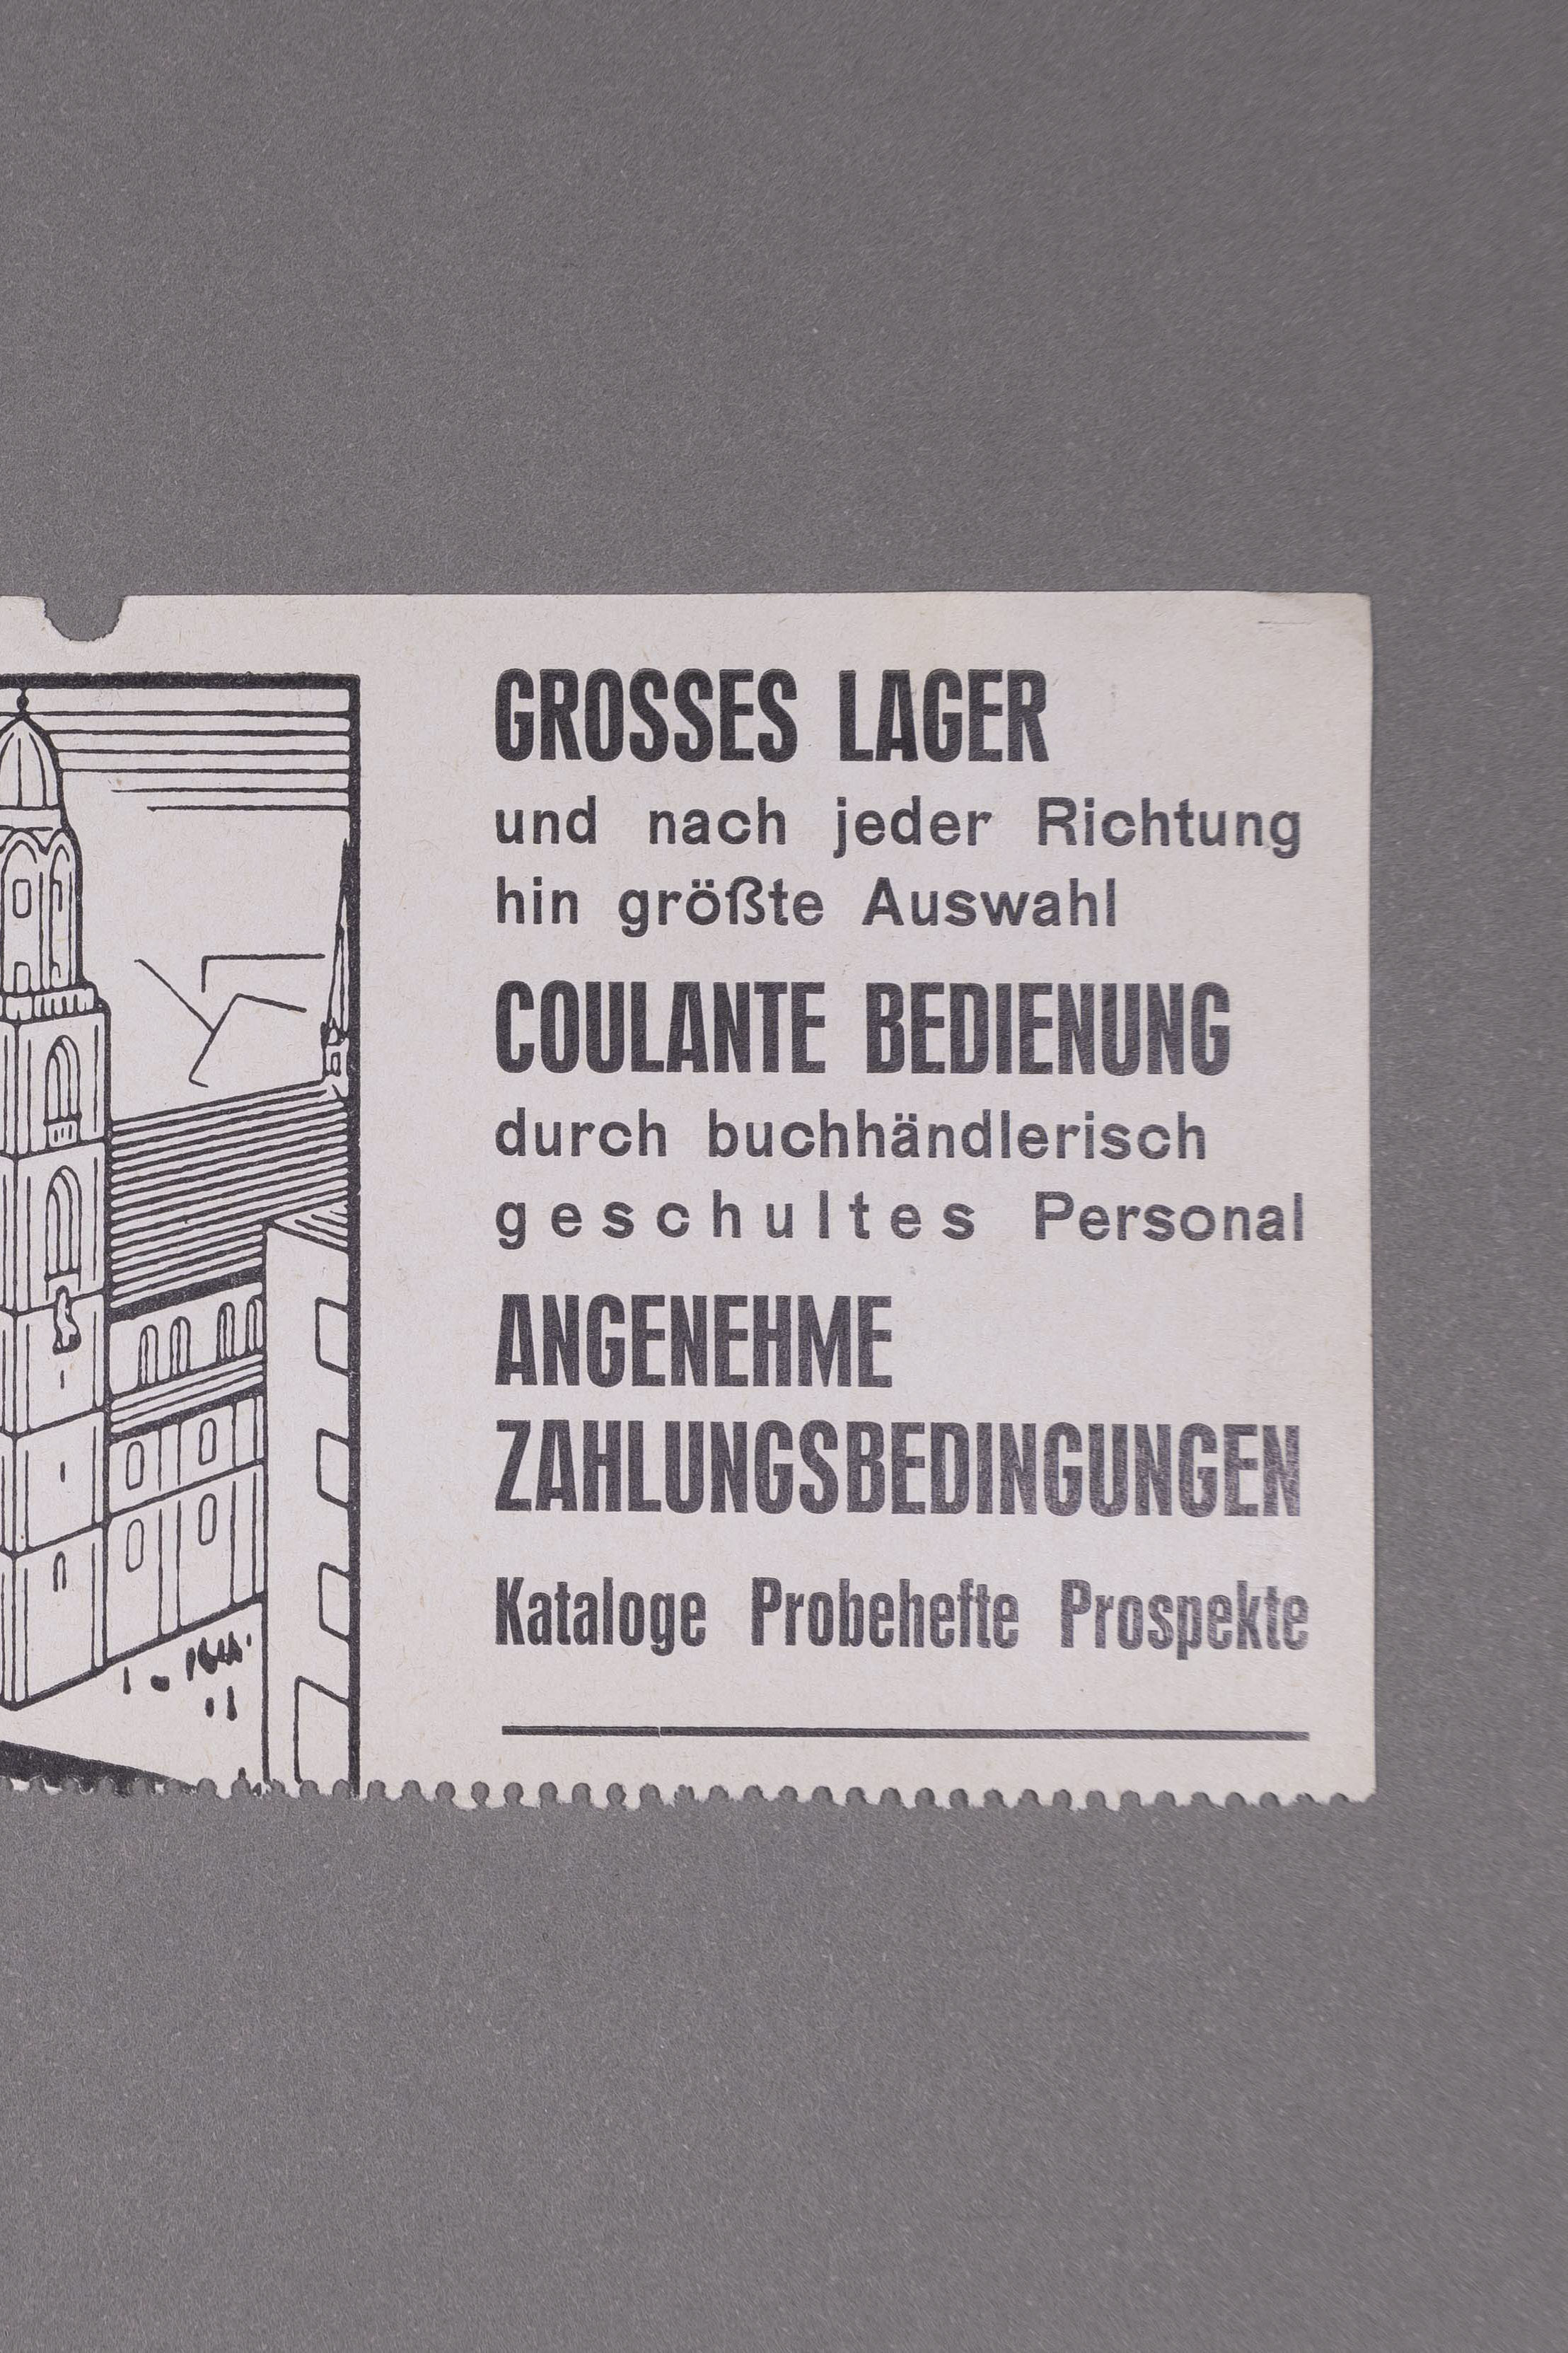 GROSSES LAGER
und nach jeder Richtung
hin größte Auswahl
COULANTE BEDIENUNG
durch buchhändlerisch
geschultes Personal
ANGENEHME
ZAHLUNGSBEDINGUNGEN
Kataloge Probehefte Prospekte